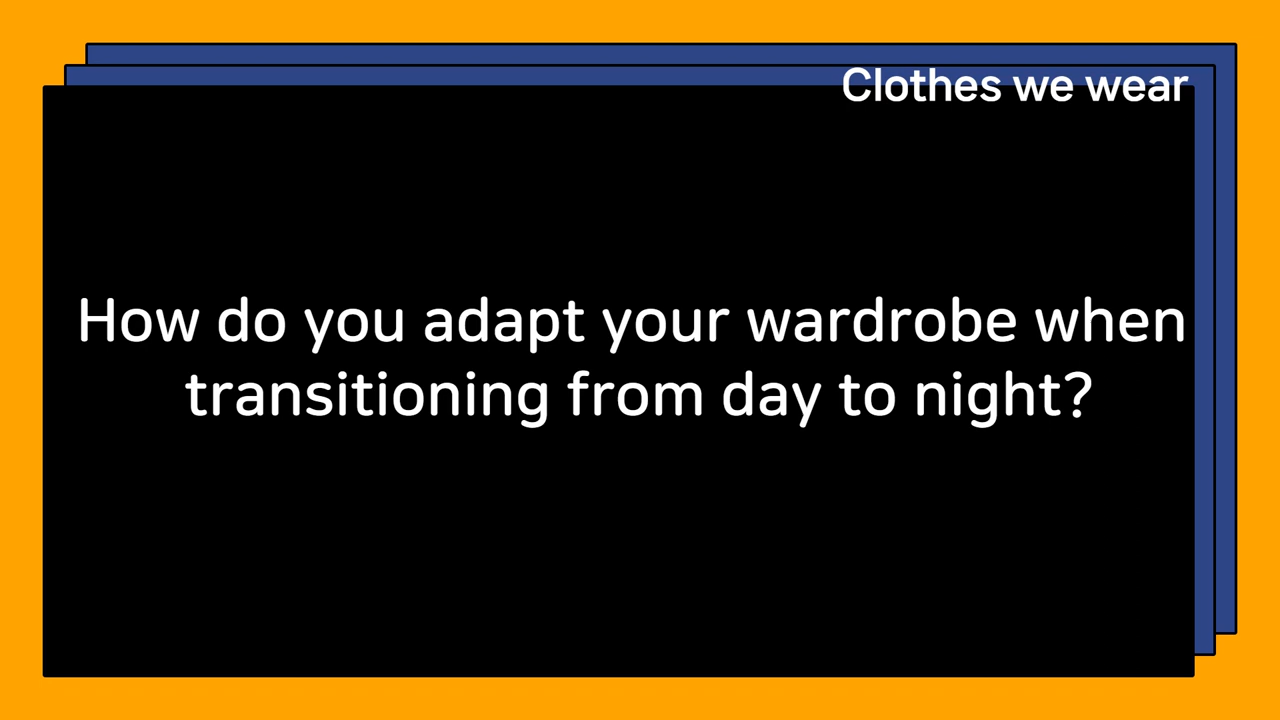 Clothes we wear
How do you adapt your wardrobe when
transitioning from day to night?